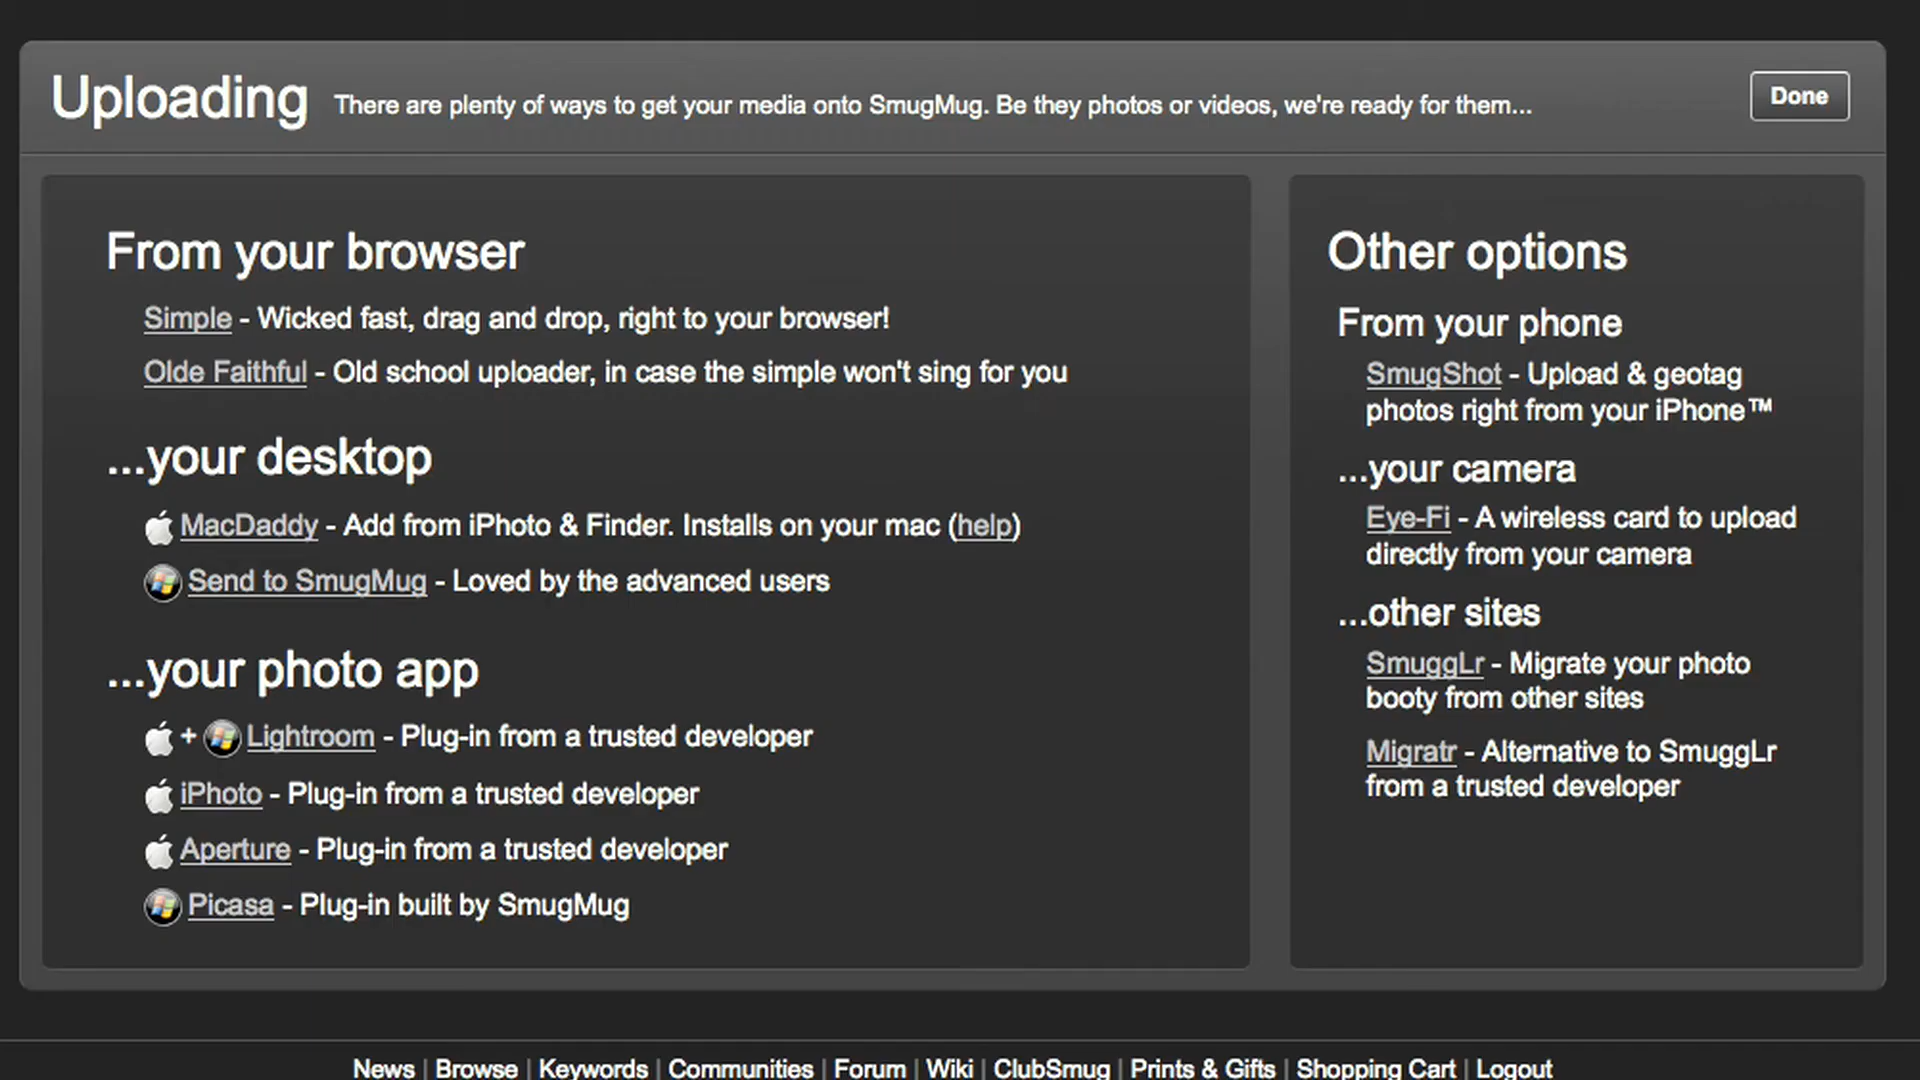 Uploading There are plenty of ways to get your media onto SmugMug. Be they photos or videos, we're ready for them...
Done
From your browser
Simple - Wicked fast, drag and drop, right to your browser!
Olde Faithful - Old school uploader, in case the simple won't sing for you
...your desktop
MacDaddy - Add from iPhoto & Finder. Installs on your mac (help)
Send to SmugMug - Loved by the advanced users
...your photo app
+ Lightroom - Plug-in from a trusted developer
iPhoto - Plug-in from a trusted developer
Aperture - Plug-in from a trusted developer
Picasa - Plug-in built by SmugMug
Other options
From your phone
SmugShot - Upload & geotag
photos right from your iPhone™
...your camera
Eye-Fi - A wireless card to upload
directly from your camera
...other sites
SmuggLr - Migrate your photo
booty from other sites
Migratr - Alternative to SmuggLr
from a trusted developer
News | Browse | Keywords | Communities | Forum | Wiki | ClubSmug | Prints & Gifts | Shopping Cart | Logout